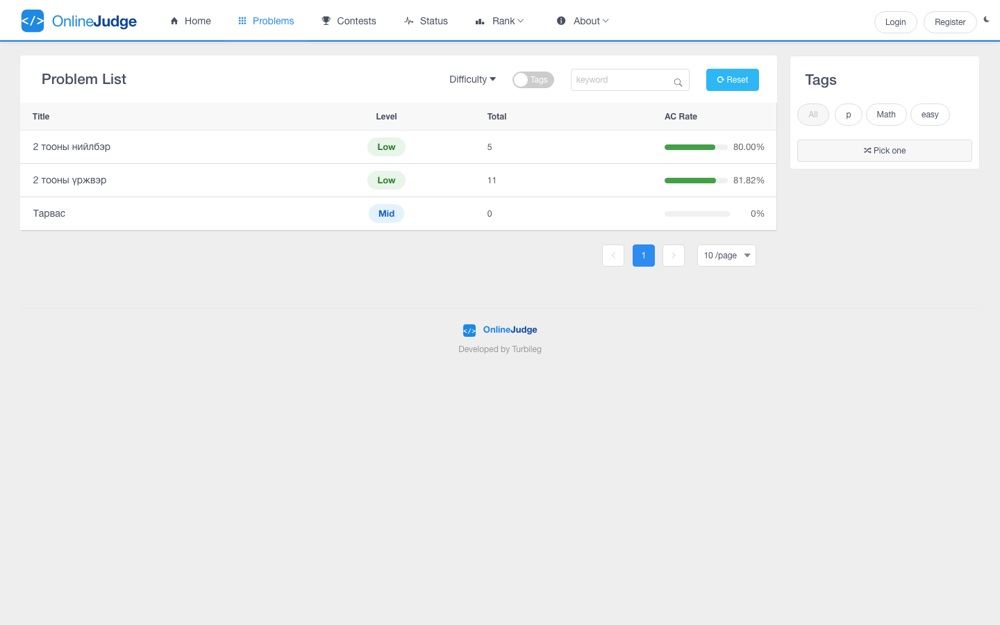 </> OnlineJudge Home Problems Contests Status Rank About Login Register
Problem List Difficulty Tags keyword Reset
Title Level Total AC Rate
2 тооны нийлбэр Low 5 80.00%
2 тооны үржвэр Low 11 81.82%
Тарвас Mid 0 0%
1 10 /page
Tags
All p Math easy
Pick one
</> OnlineJudge
Developed by Turbileg